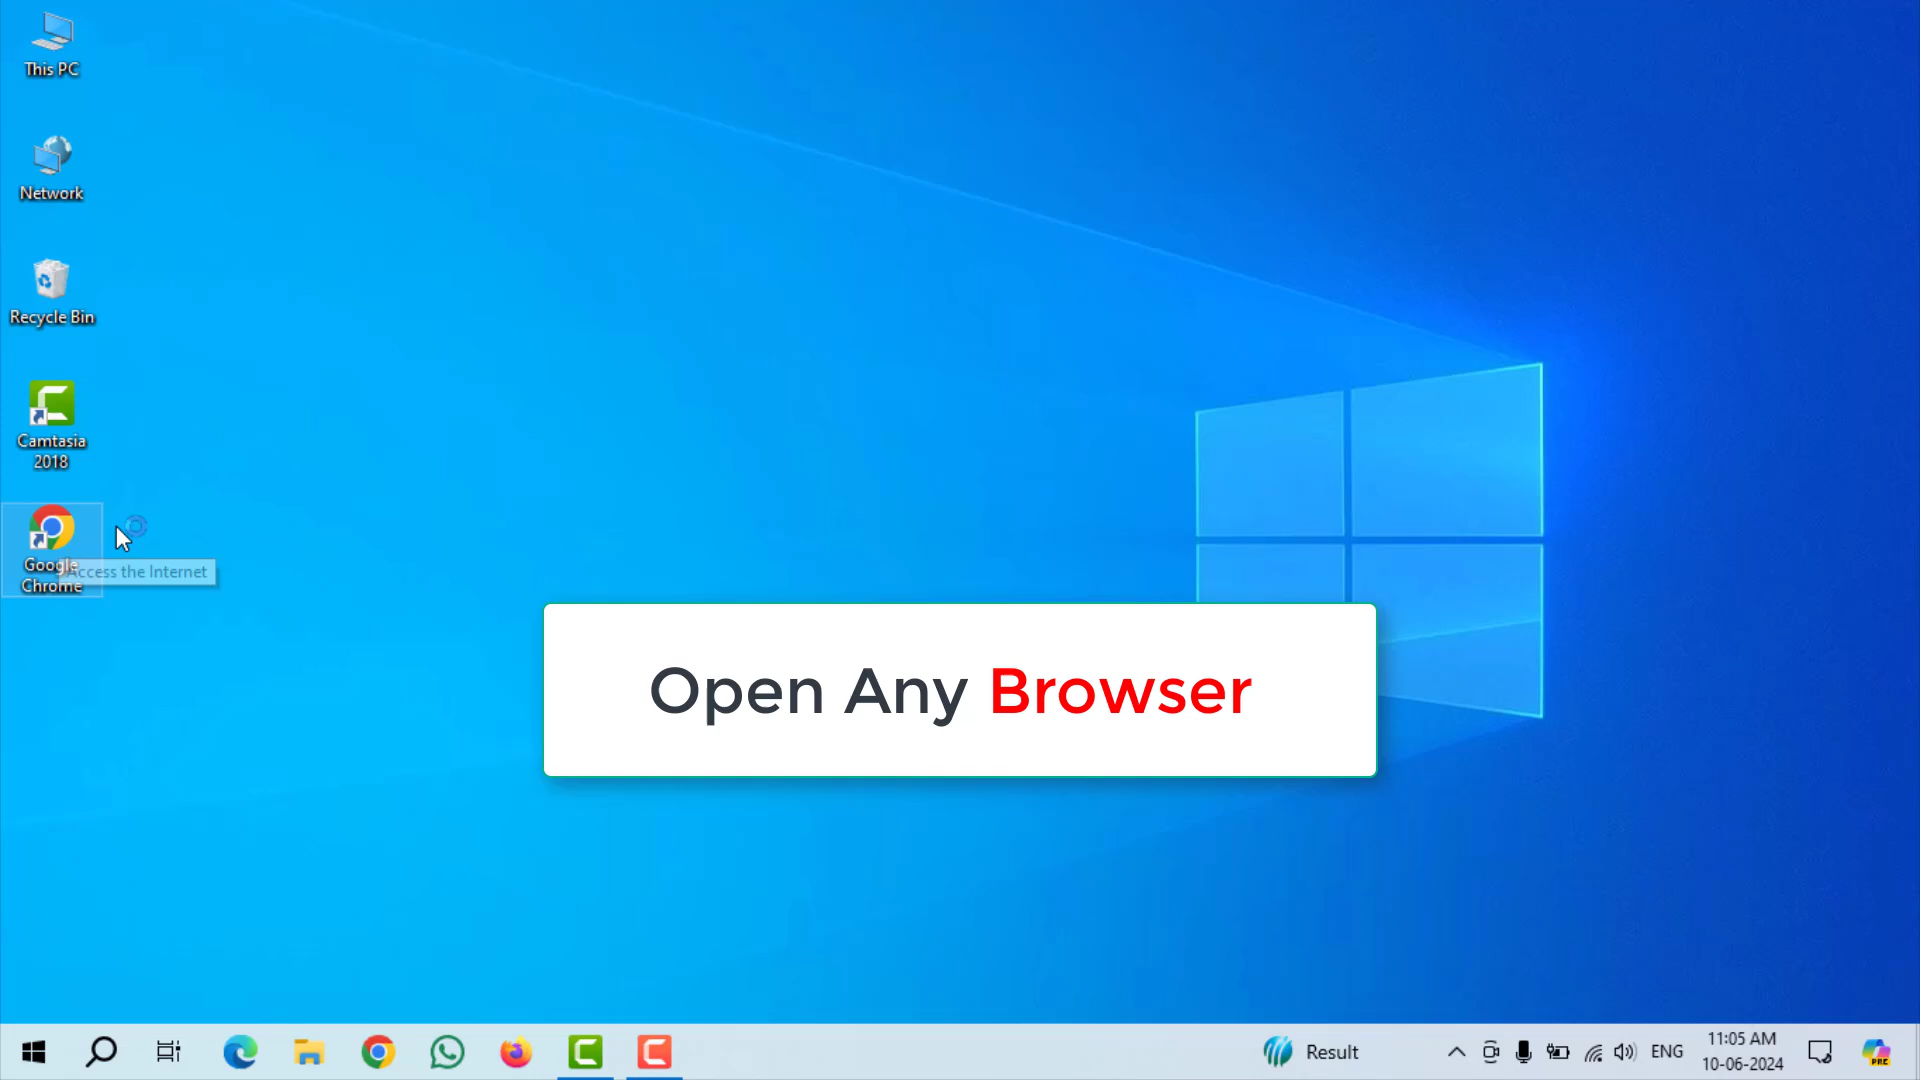 This PC
Network
Recycle Bin
Camtasia
2018
Google
Chrome
Access the Internet
Open Any Browser
Result
ENG
11:05 AM
10-06-2024
PRE